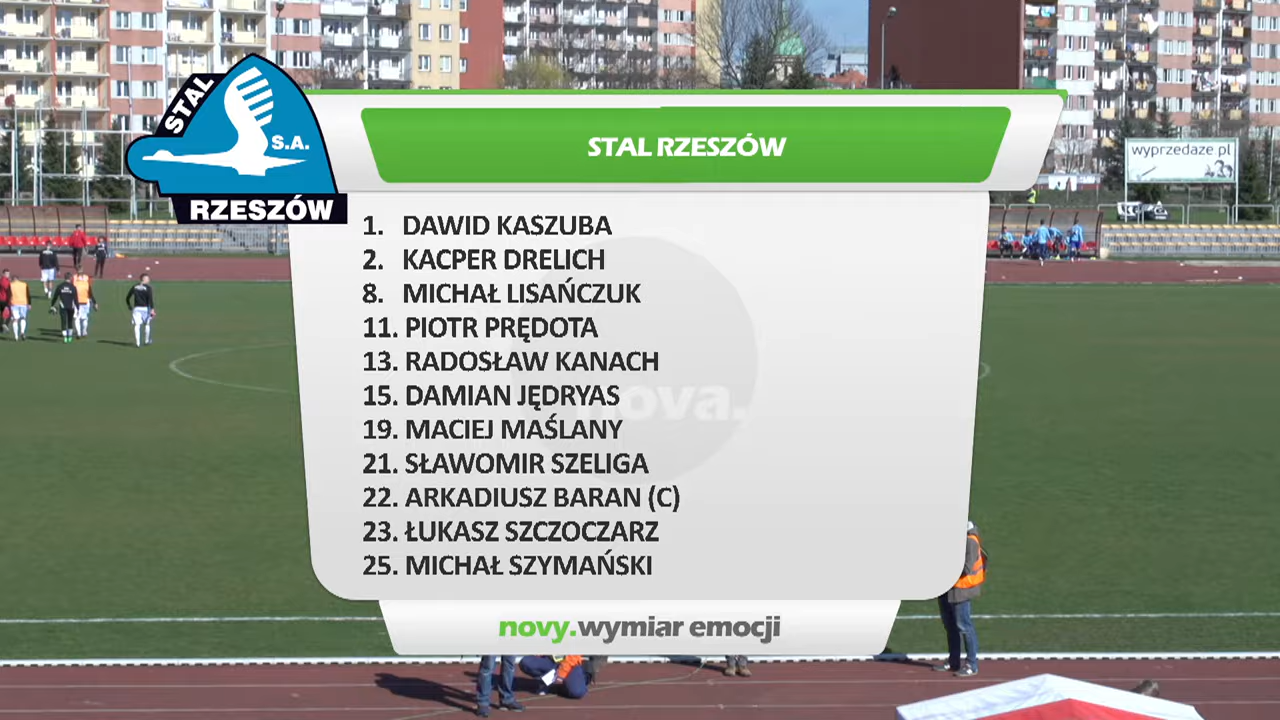 STAL
S.A.
RZESZÓW
STAL RZESZÓW
wyprzedaze.pl
1. DAWID KASZUBA
2. KACPER DRELICH
8. MICHAŁ LISAŃCZUK
11. PIOTR PRĘDOTA
13. RADOSŁAW KANACH
15. DAMIAN JĘDRYAS
19. MACIEJ MAŚLANY
21. SŁAWOMIR SZELIGA
22. ARKADIUSZ BARAN (C)
23. ŁUKASZ SZCZOCZARZ
25. MICHAŁ SZYMAŃSKI
nova.
novy.wymiar emocji